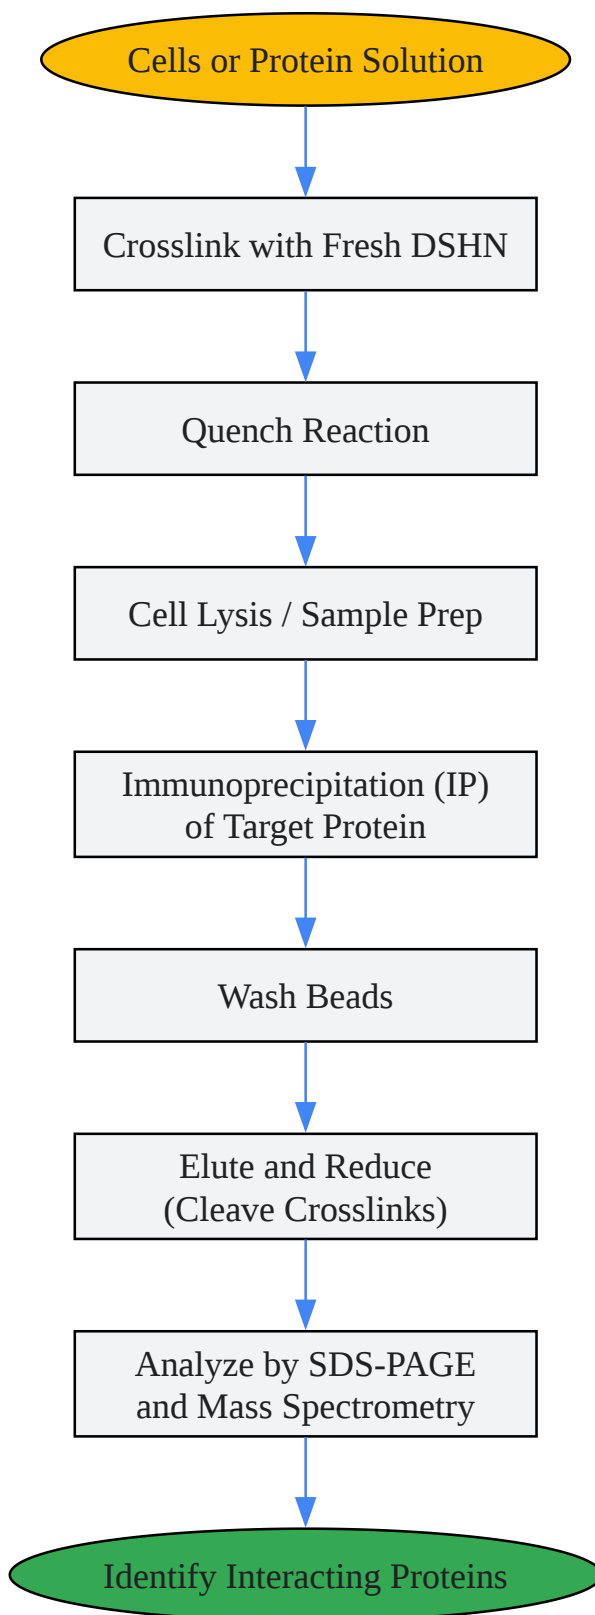 Cells or Protein Solution
Crosslink with Fresh DSHN
Quench Reaction
Cell Lysis / Sample Prep
Immunoprecipitation (IP)
of Target Protein
Wash Beads
Elute and Reduce
(Cleave Crosslinks)
Analyze by SDS-PAGE
and Mass Spectrometry
Identify Interacting Proteins